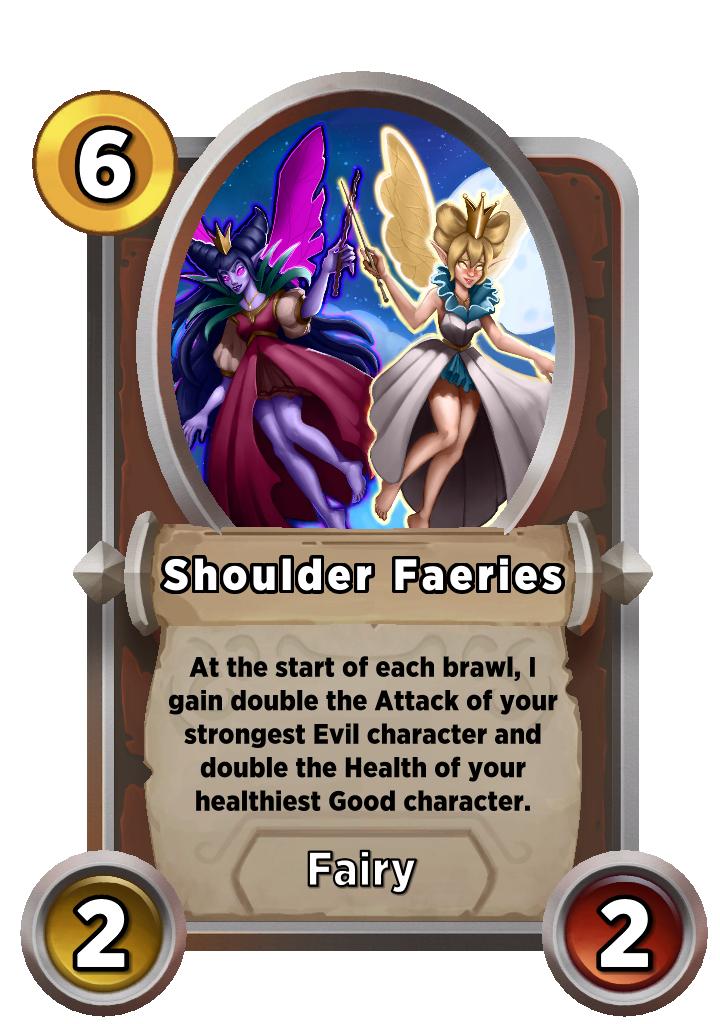 6
Shoulder Faeries
At the start of each brawl, I
gain double the Attack of your
strongest Evil character and
double the Health of your
healthiest Good character.
Fairy
2
2